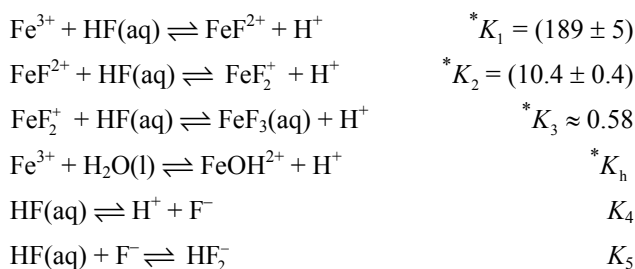 Fe³⁺ + HF(aq) ⇌ FeF²⁺ + H⁺ *K₁ = (189 ± 5)
FeF²⁺ + HF(aq) ⇌ FeF₂⁺ + H⁺ *K₂ = (10.4 ± 0.4)
FeF₂⁺ + HF(aq) ⇌ FeF₃(aq) + H⁺ *K₃ ≈ 0.58
Fe³⁺ + H₂O(l) ⇌ FeOH²⁺ + H⁺ *Kₕ
HF(aq) ⇌ H⁺ + F⁻ K₄
HF(aq) + F⁻ ⇌ HF₂⁻ K₅